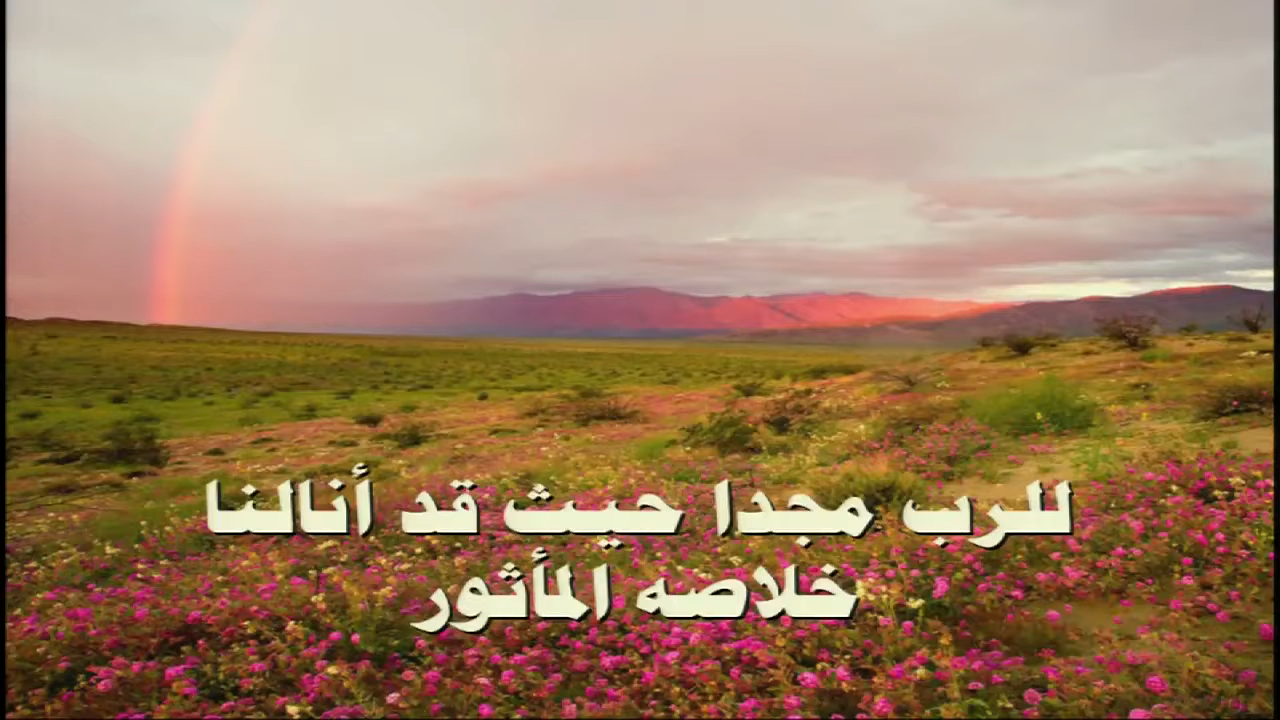 للرب مجدا حيث قد أنالنا
خلاصه المأثور